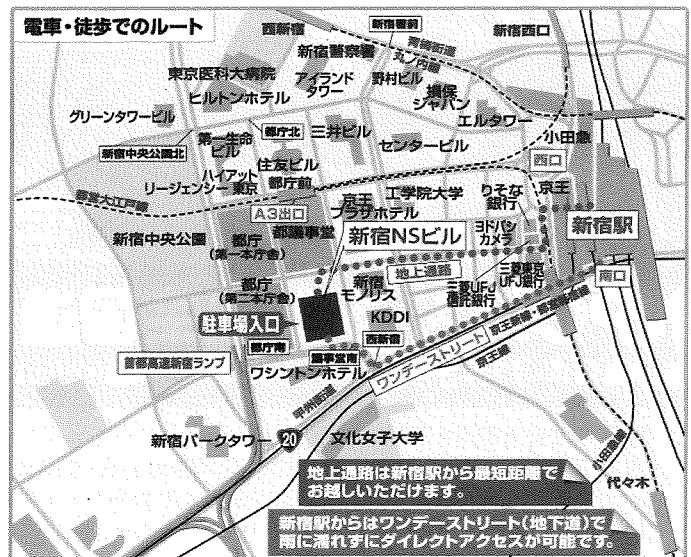 電車・徒歩でのルート
西新宿
新宿警察署前
青梅街道
新宿西口
新宿警察署
丸ノ内線
東京医科大病院
アイランド
タワー
野村ビル
損保
ジャパン
ヒルトンホテル
グリーンタワービル
エルタワー
小田急
都庁北
三井ビル
第一生命
ビル
センタービル
新宿中央公園北
住友ビル
西口
ハイアット
リージェンシー 東京
都庁前
京王
工学院大学
りそな
銀行
都営大江戸線
A3出口
京王
プラザホテル
新宿駅
新宿中央公園
都庁
(第一本庁舎)
都議事堂
新宿NSビル
ヨドバシ
カメラ
地上通路
三菱東京
UFJ銀行
南口
都庁
(第二本庁舎)
新宿
モノリス
三菱UFJ
信託銀行
駐車場入口
KDDI
都庁南
議事堂南
西新宿
京王新線・都営新宿線
首都高速新宿ランプ
ワシントンホテル
ワンデーストリート
京王線
甲州街道
新宿パークタワー
20
文化女子大学
小田急線
代々木
地上通路は新宿駅から最短距離で
お越しいただけます。
新宿駅からはワンデーストリート(地下道)で
雨に濡れずにダイレクトアクセスが可能です。